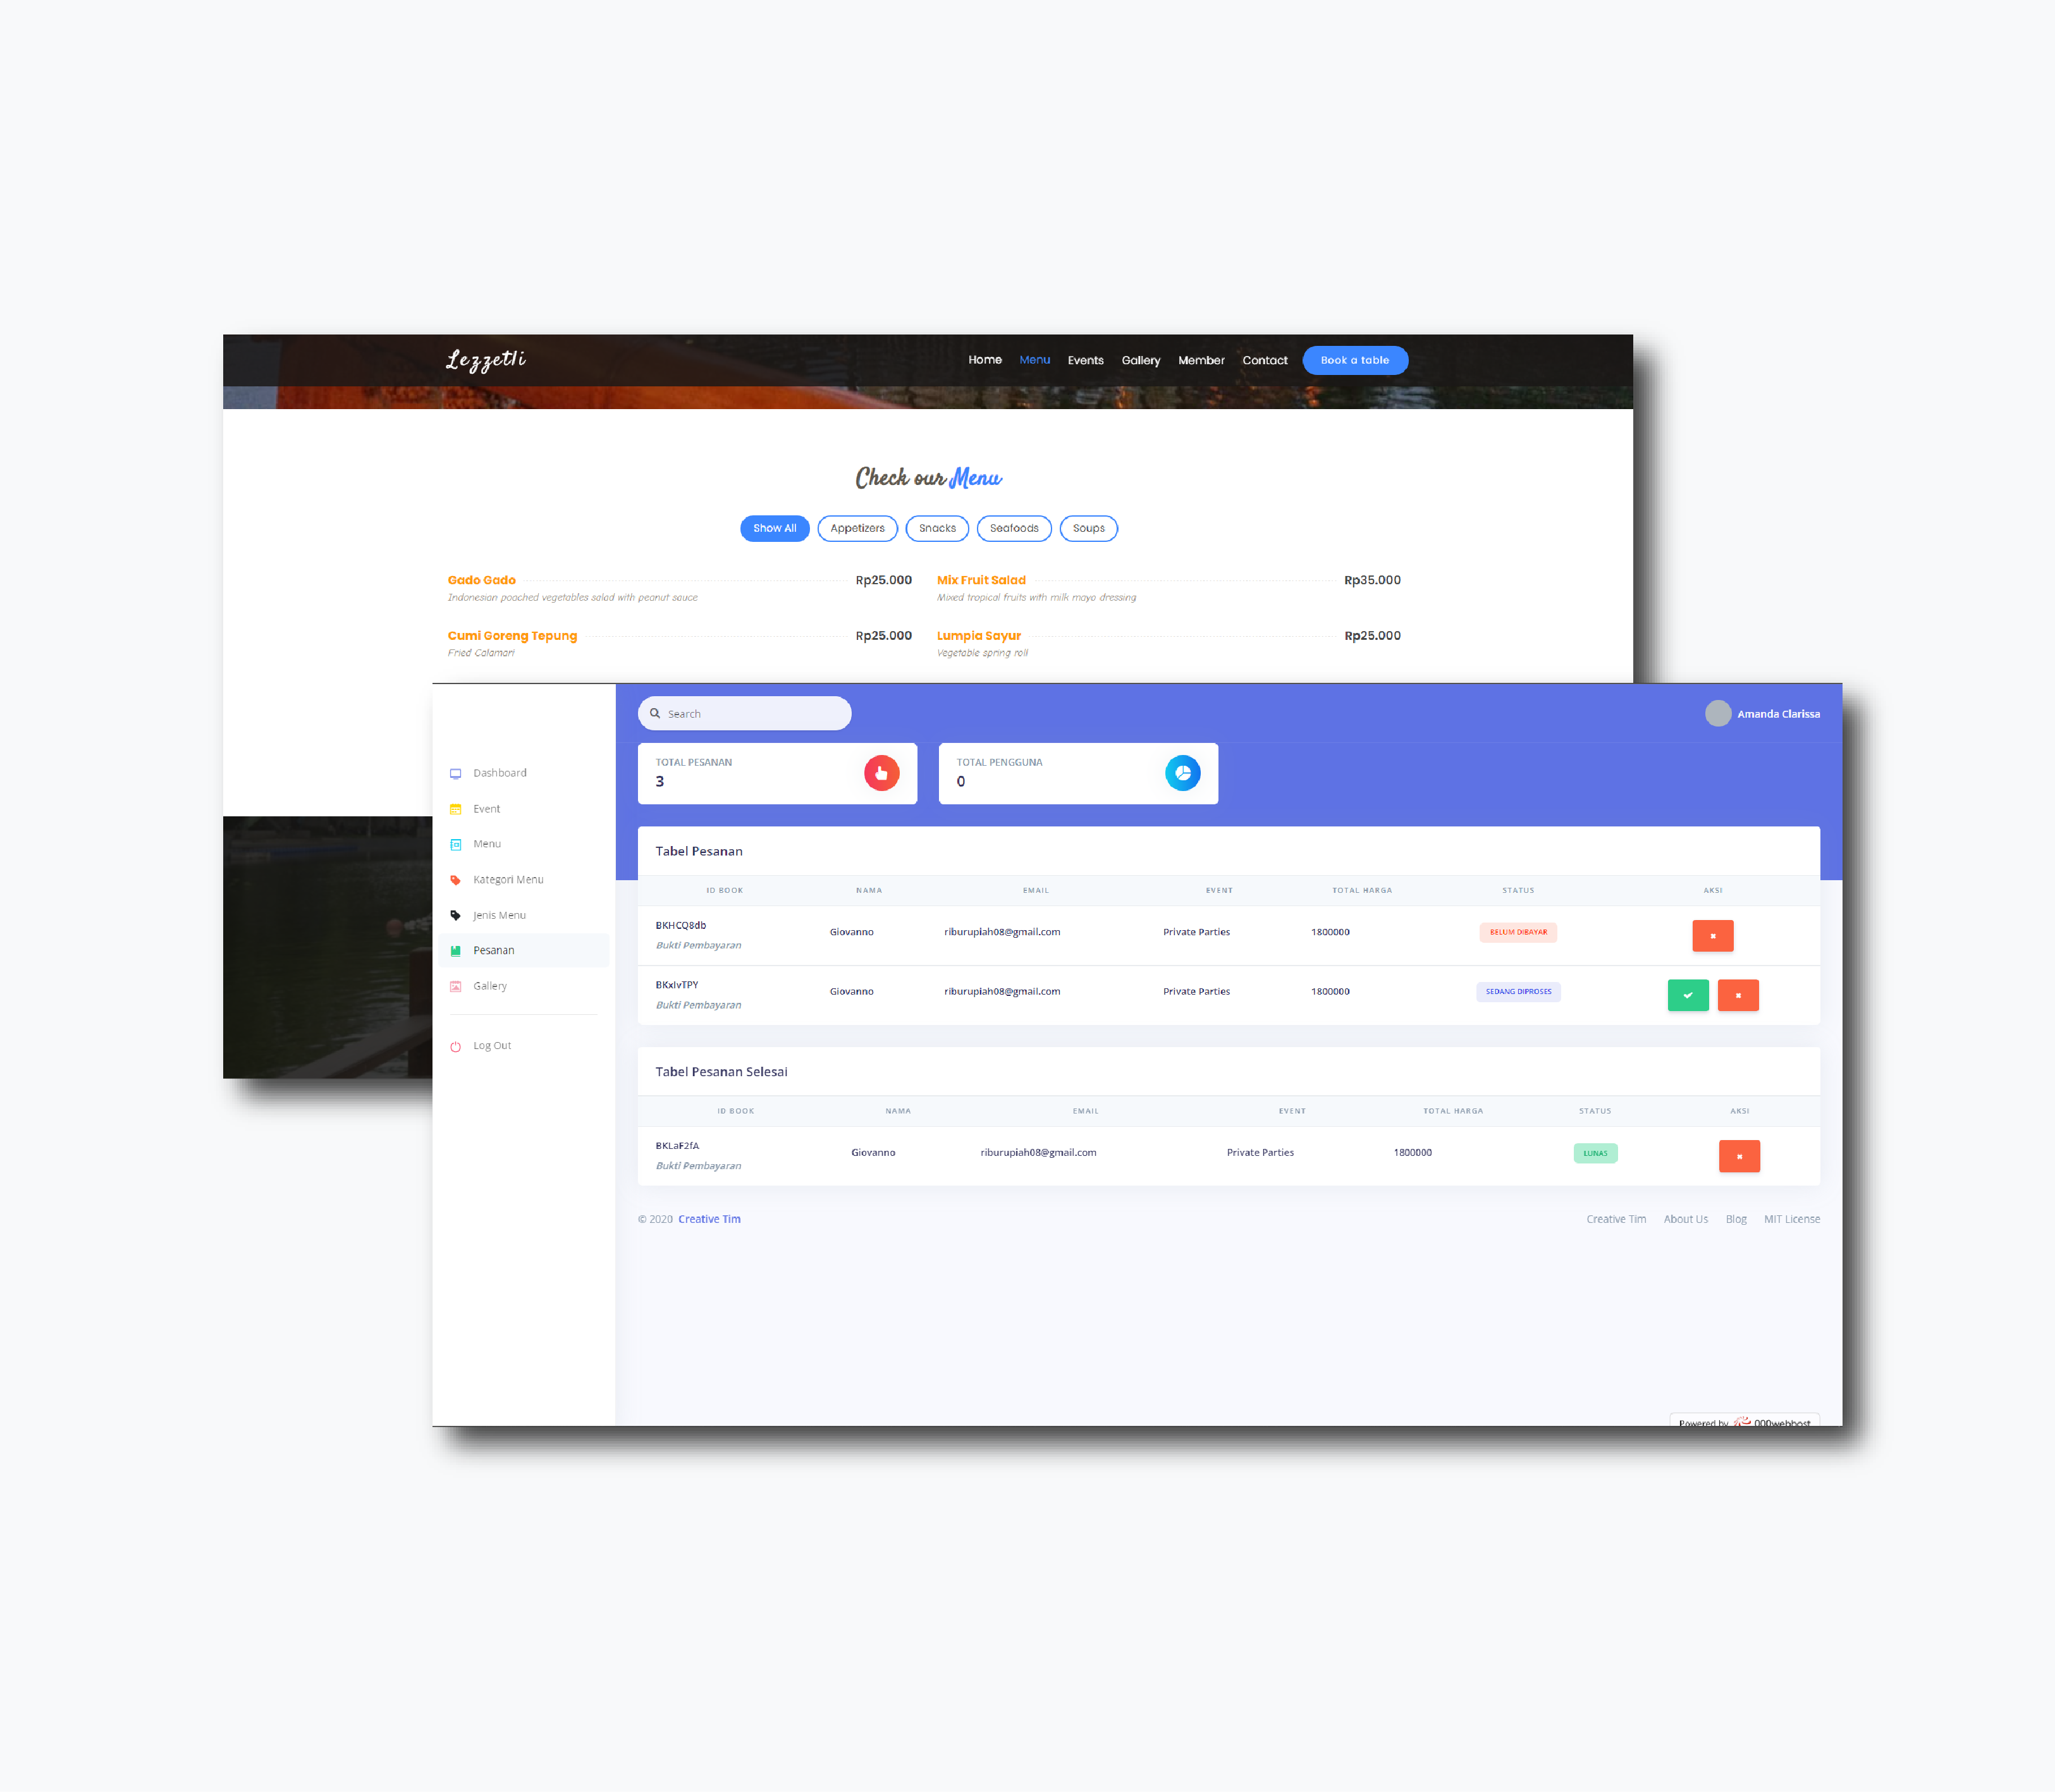 Lezzetli
Home Menu Events Gallery Member Contact Book a table
Check our Menu
Show All Appetizers Snacks Seafoods Soups
Gado Gado Rp25.000
Indonesian poached vegetables salad with peanut sauce
Mix Fruit Salad Rp35.000
Mixed tropical fruits with milk mayo dressing
Cumi Goreng Tepung Rp25.000
Fried Calamari
Lumpia Sayur Rp25.000
Vegetable spring roll
Search
Amanda Clarissa
Dashboard
Event
Menu
Kategori Menu
Jenis Menu
Pesanan
Gallery
Log Out
TOTAL PESANAN
3
TOTAL PENGGUNA
0
Tabel Pesanan
ID BOOK NAMA EMAIL EVENT TOTAL HARGA STATUS AKSI
BKHCQ8db Giovanno riburupiah08@gmail.com Private Parties 1800000 BELUM DIBAYAR
Bukti Pembayaran
BKxIvTPY Giovanno riburupiah08@gmail.com Private Parties 1800000 SEDANG DIPROSES
Bukti Pembayaran
Tabel Pesanan Selesai
ID BOOK NAMA EMAIL EVENT TOTAL HARGA STATUS AKSI
BKLaF2fA Giovanno riburupiah08@gmail.com Private Parties 1800000 LUNAS
Bukti Pembayaran
© 2020 Creative Tim
Creative Tim About Us Blog MIT License
Powered by 000webhost